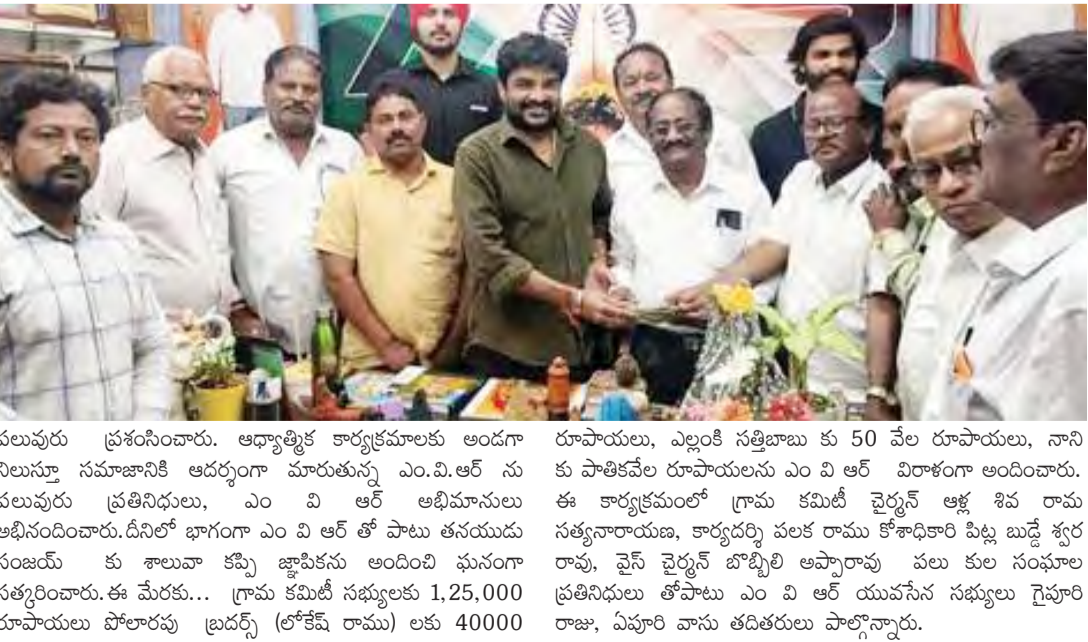 పలువురు ప్రశంసించారు. ఆధ్యాత్మిక కార్యక్రమాలకు అండగా
నిలుస్తూ సమాజానికి ఆదర్శంగా మారుతున్న ఎం.వి.ఆర్ ను
పలువురు ప్రతినిధులు, ఎం వి ఆర్ అభిమానులు
అభినందించారు.దీనిలో భాగంగా ఎం వి ఆర్ తో పాటు తనయుడు
సంజయ్ కు శాలువా కప్పి జ్ఞాపికను అందించి ఘనంగా
సత్కరించారు.ఈ మేరకు... గ్రామ కమిటీ సభ్యులకు 1,25,000
రూపాయలు పోలారపు బ్రదర్స్ (లోకేష్ రాము) లకు 40000
రూపాయలు, ఎల్లంకి సత్తిబాబు కు 50 వేల రూపాయలు, నాని
కు పాతికవేల రూపాయలను ఎం వి ఆర్ విరాళంగా అందించారు.
ఈ కార్యక్రమంలో గ్రామ కమిటీ చైర్మన్ ఆళ్ల శివ రామ
సత్యనారాయణ, కార్యదర్శి పలక రాము కోశాధికారి పిట్ల బుద్దే శ్వర
రావు, వైస్ చైర్మన్ బొబ్బిలి అప్పారావు పలు కుల సంఘాల
ప్రతినిధులు తోపాటు ఎం వి ఆర్ యువసేన సభ్యులు గైపూరి
రాజు, ఏపూరి వాసు తదితరులు పాల్గొన్నారు.